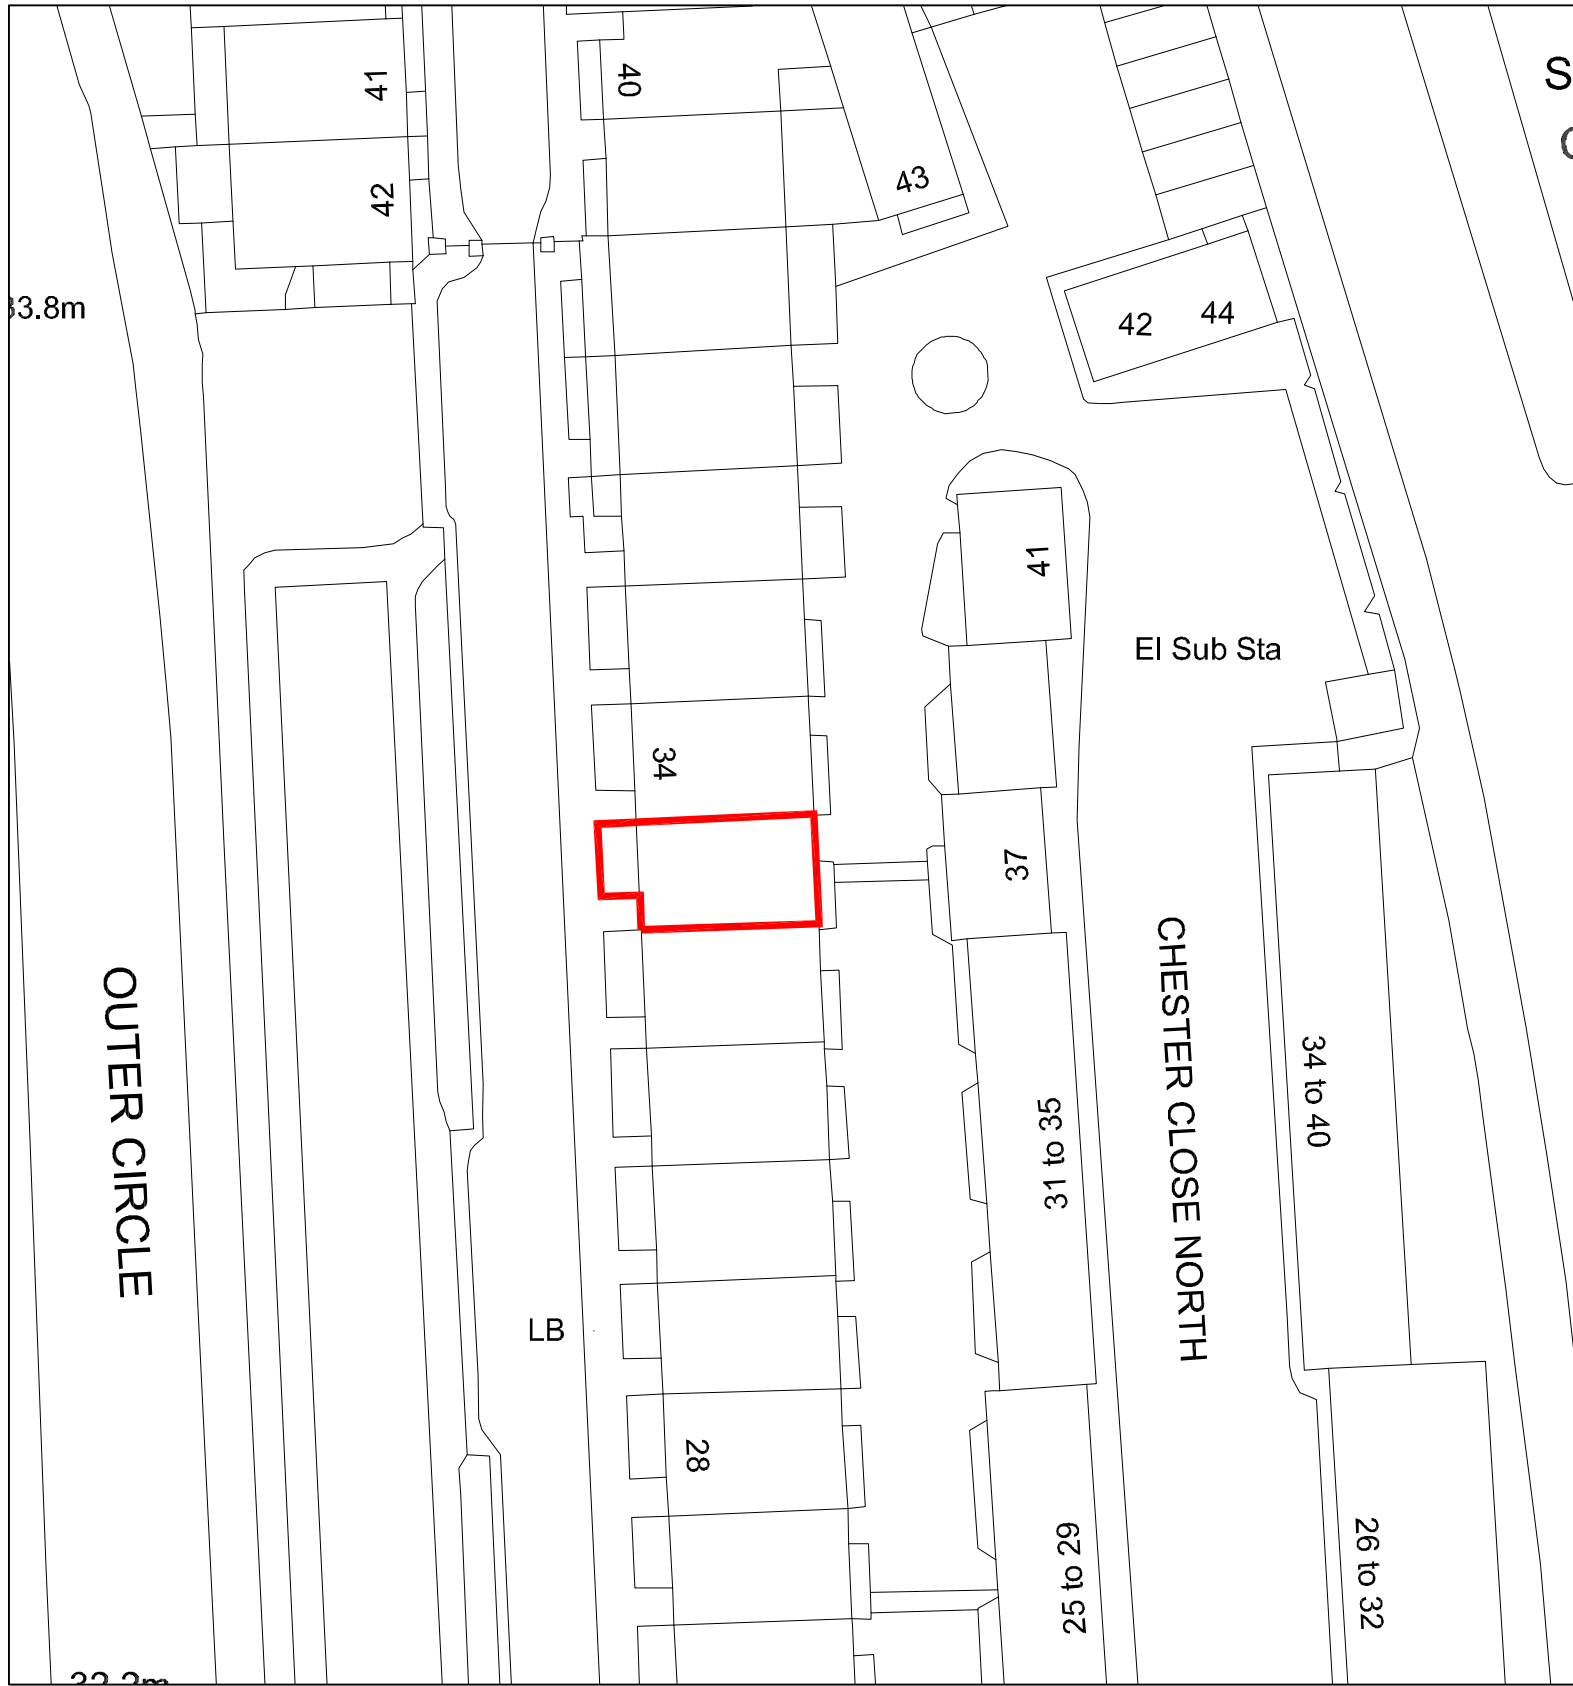 41
40
42
43
33.8m
42
44
41
El Sub Sta
34
37
OUTER CIRCLE
CHESTER CLOSE NORTH
34 to 40
31 to 35
LB
28
25 to 29
26 to 32